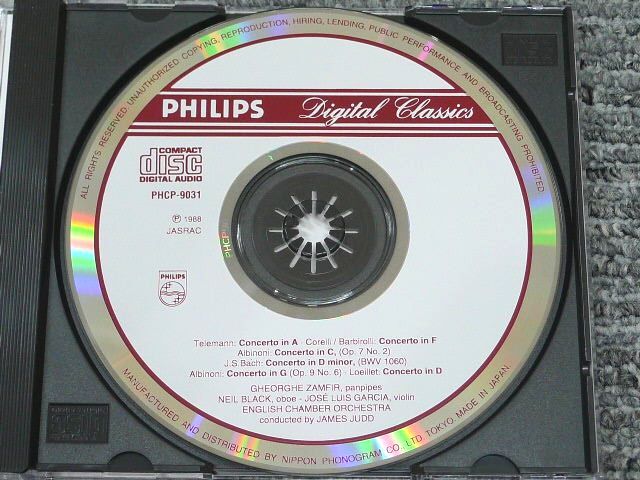 ALL RIGHTS RESERVED UNAUTHORIZED COPYING, REPRODUCTION, HIRING, LENDING, PUBLIC PERFORMANCE AND BROADCASTING PROHIBITED.
PHILIPS Digital Classics
COMPACT
disc
DIGITAL AUDIO
PHCP-9031
℗ 1988
JASRAC
PHCP
PHILIPS
Telemann: Concerto in A · Corelli / Barbirolli: Concerto in F
Albinoni: Concerto in C, (Op. 7 No. 2)
J.S.Bach: Concerto in D minor, (BWV 1060)
Albinoni: Concerto in G (Op. 9 No. 6) · Loeillet: Concerto in D
GHEORGHE ZAMFIR, panpipes
NEIL BLACK, oboe - JOSÉ LUIS GARCIA, violin
ENGLISH CHAMBER ORCHESTRA
conducted by JAMES JUDD
MANUFACTURED AND DISTRIBUTED BY NIPPON PHONOGRAM CO., LTD. TOKYO. MADE IN JAPAN.